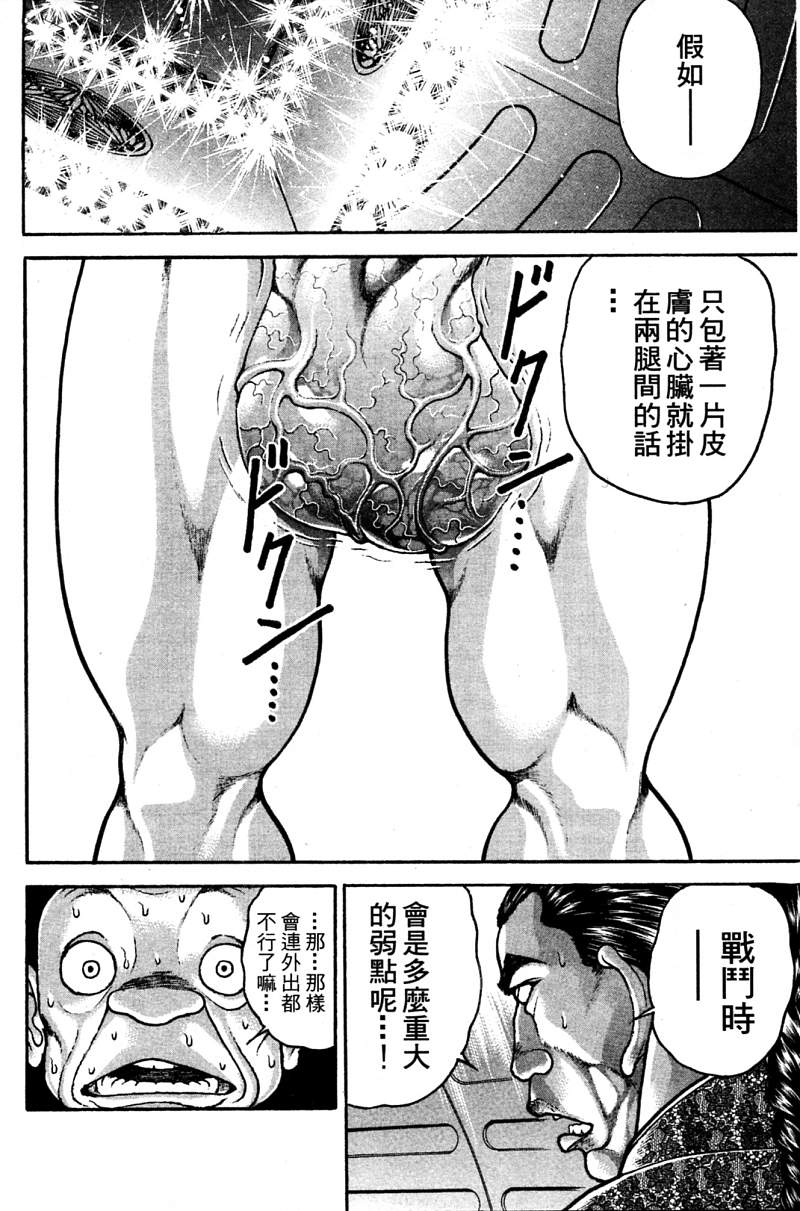 假如——
只包著一片皮
膚的心臟就掛
在兩腿間的話
…
ドクン……
ドクン……
戰鬥時
——
會是多麼重大
的弱點呢…！
…那…那樣
會連外出都
不行了嘛…